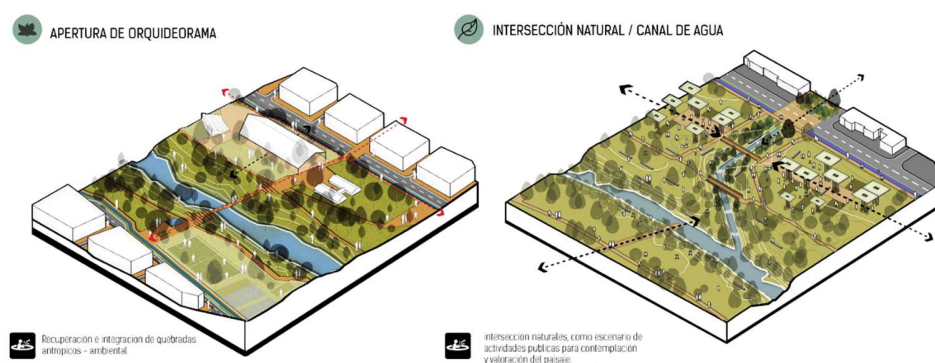 APERTURA DE ORQUIDEORAMA
INTERSECCIÓN NATURAL / CANAL DE AGUA
Recuperación e integración de quebradas
antropicos - ambiental
interseccion naturales, como escenario de
actividades publicas para contemplación
y valoración del paisaje.